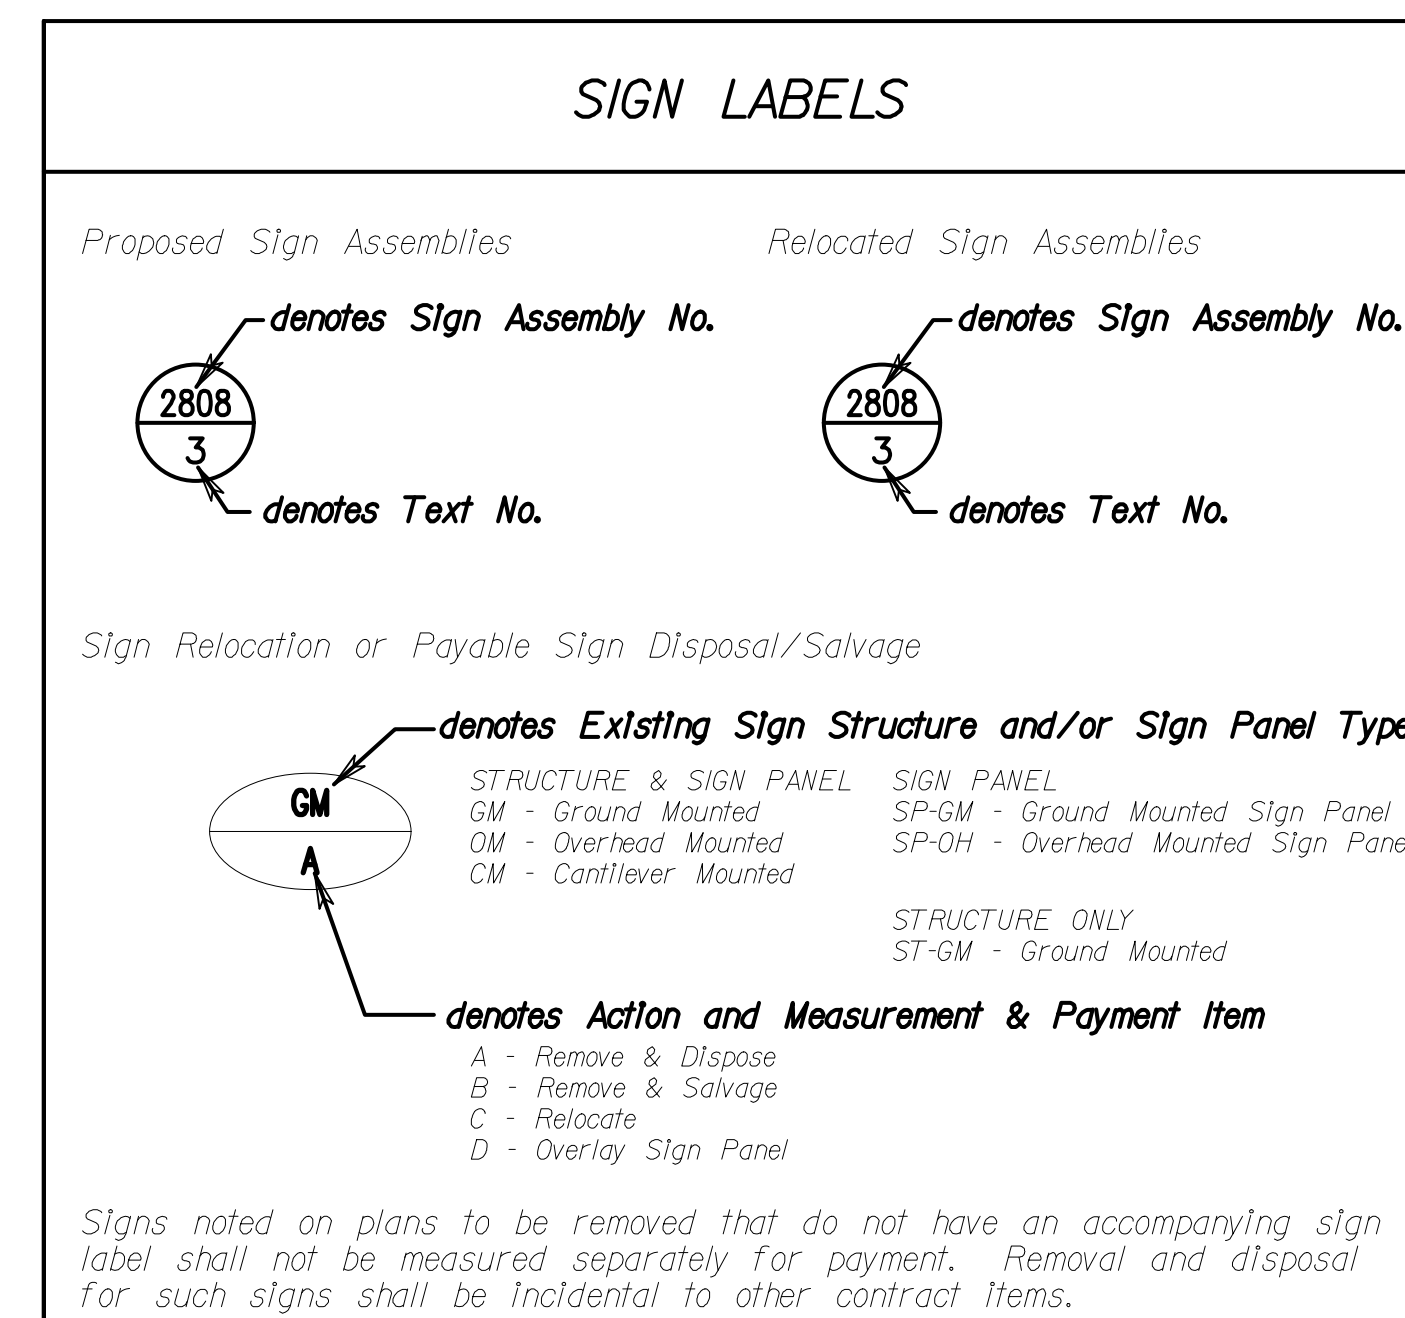 SIGN LABELS
Proposed Sign Assemblies
denotes Sign Assembly No.
2808
3
denotes Text No.
Relocated Sign Assemblies
denotes Sign Assembly No.
2808
3
denotes Text No.
Sign Relocation or Payable Sign Disposal/Salvage
denotes Existing Sign Structure and/or Sign Panel Type
GM
A
STRUCTURE & SIGN PANEL
GM - Ground Mounted
OM - Overhead Mounted
CM - Cantilever Mounted
SIGN PANEL
SP-GM - Ground Mounted Sign Panel
SP-OH - Overhead Mounted Sign Pane
STRUCTURE ONLY
ST-GM - Ground Mounted
denotes Action and Measurement & Payment Item
A - Remove & Dispose
B - Remove & Salvage
C - Relocate
D - Overlay Sign Panel
Signs noted on plans to be removed that do not have an accompanying sign
label shall not be measured separately for payment. Removal and disposal
for such signs shall be incidental to other contract items.